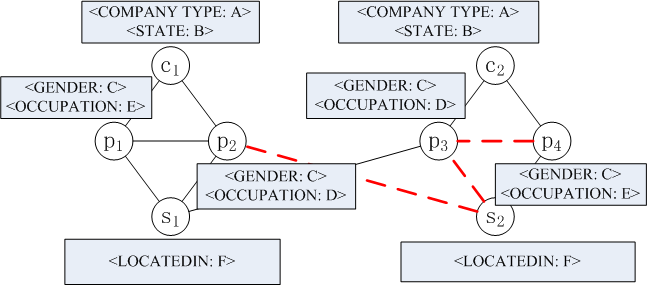 <COMPANY TYPE: A>
<STATE: B>
<COMPANY TYPE: A>
<STATE: B>
c1
c2
<GENDER: C>
<OCCUPATION: E>
<GENDER: C>
<OCCUPATION: D>
p1
p2
p3
p4
<GENDER: C>
<OCCUPATION: D>
<GENDER: C>
<OCCUPATION: E>
s1
s2
<LOCATEDIN: F>
<LOCATEDIN: F>